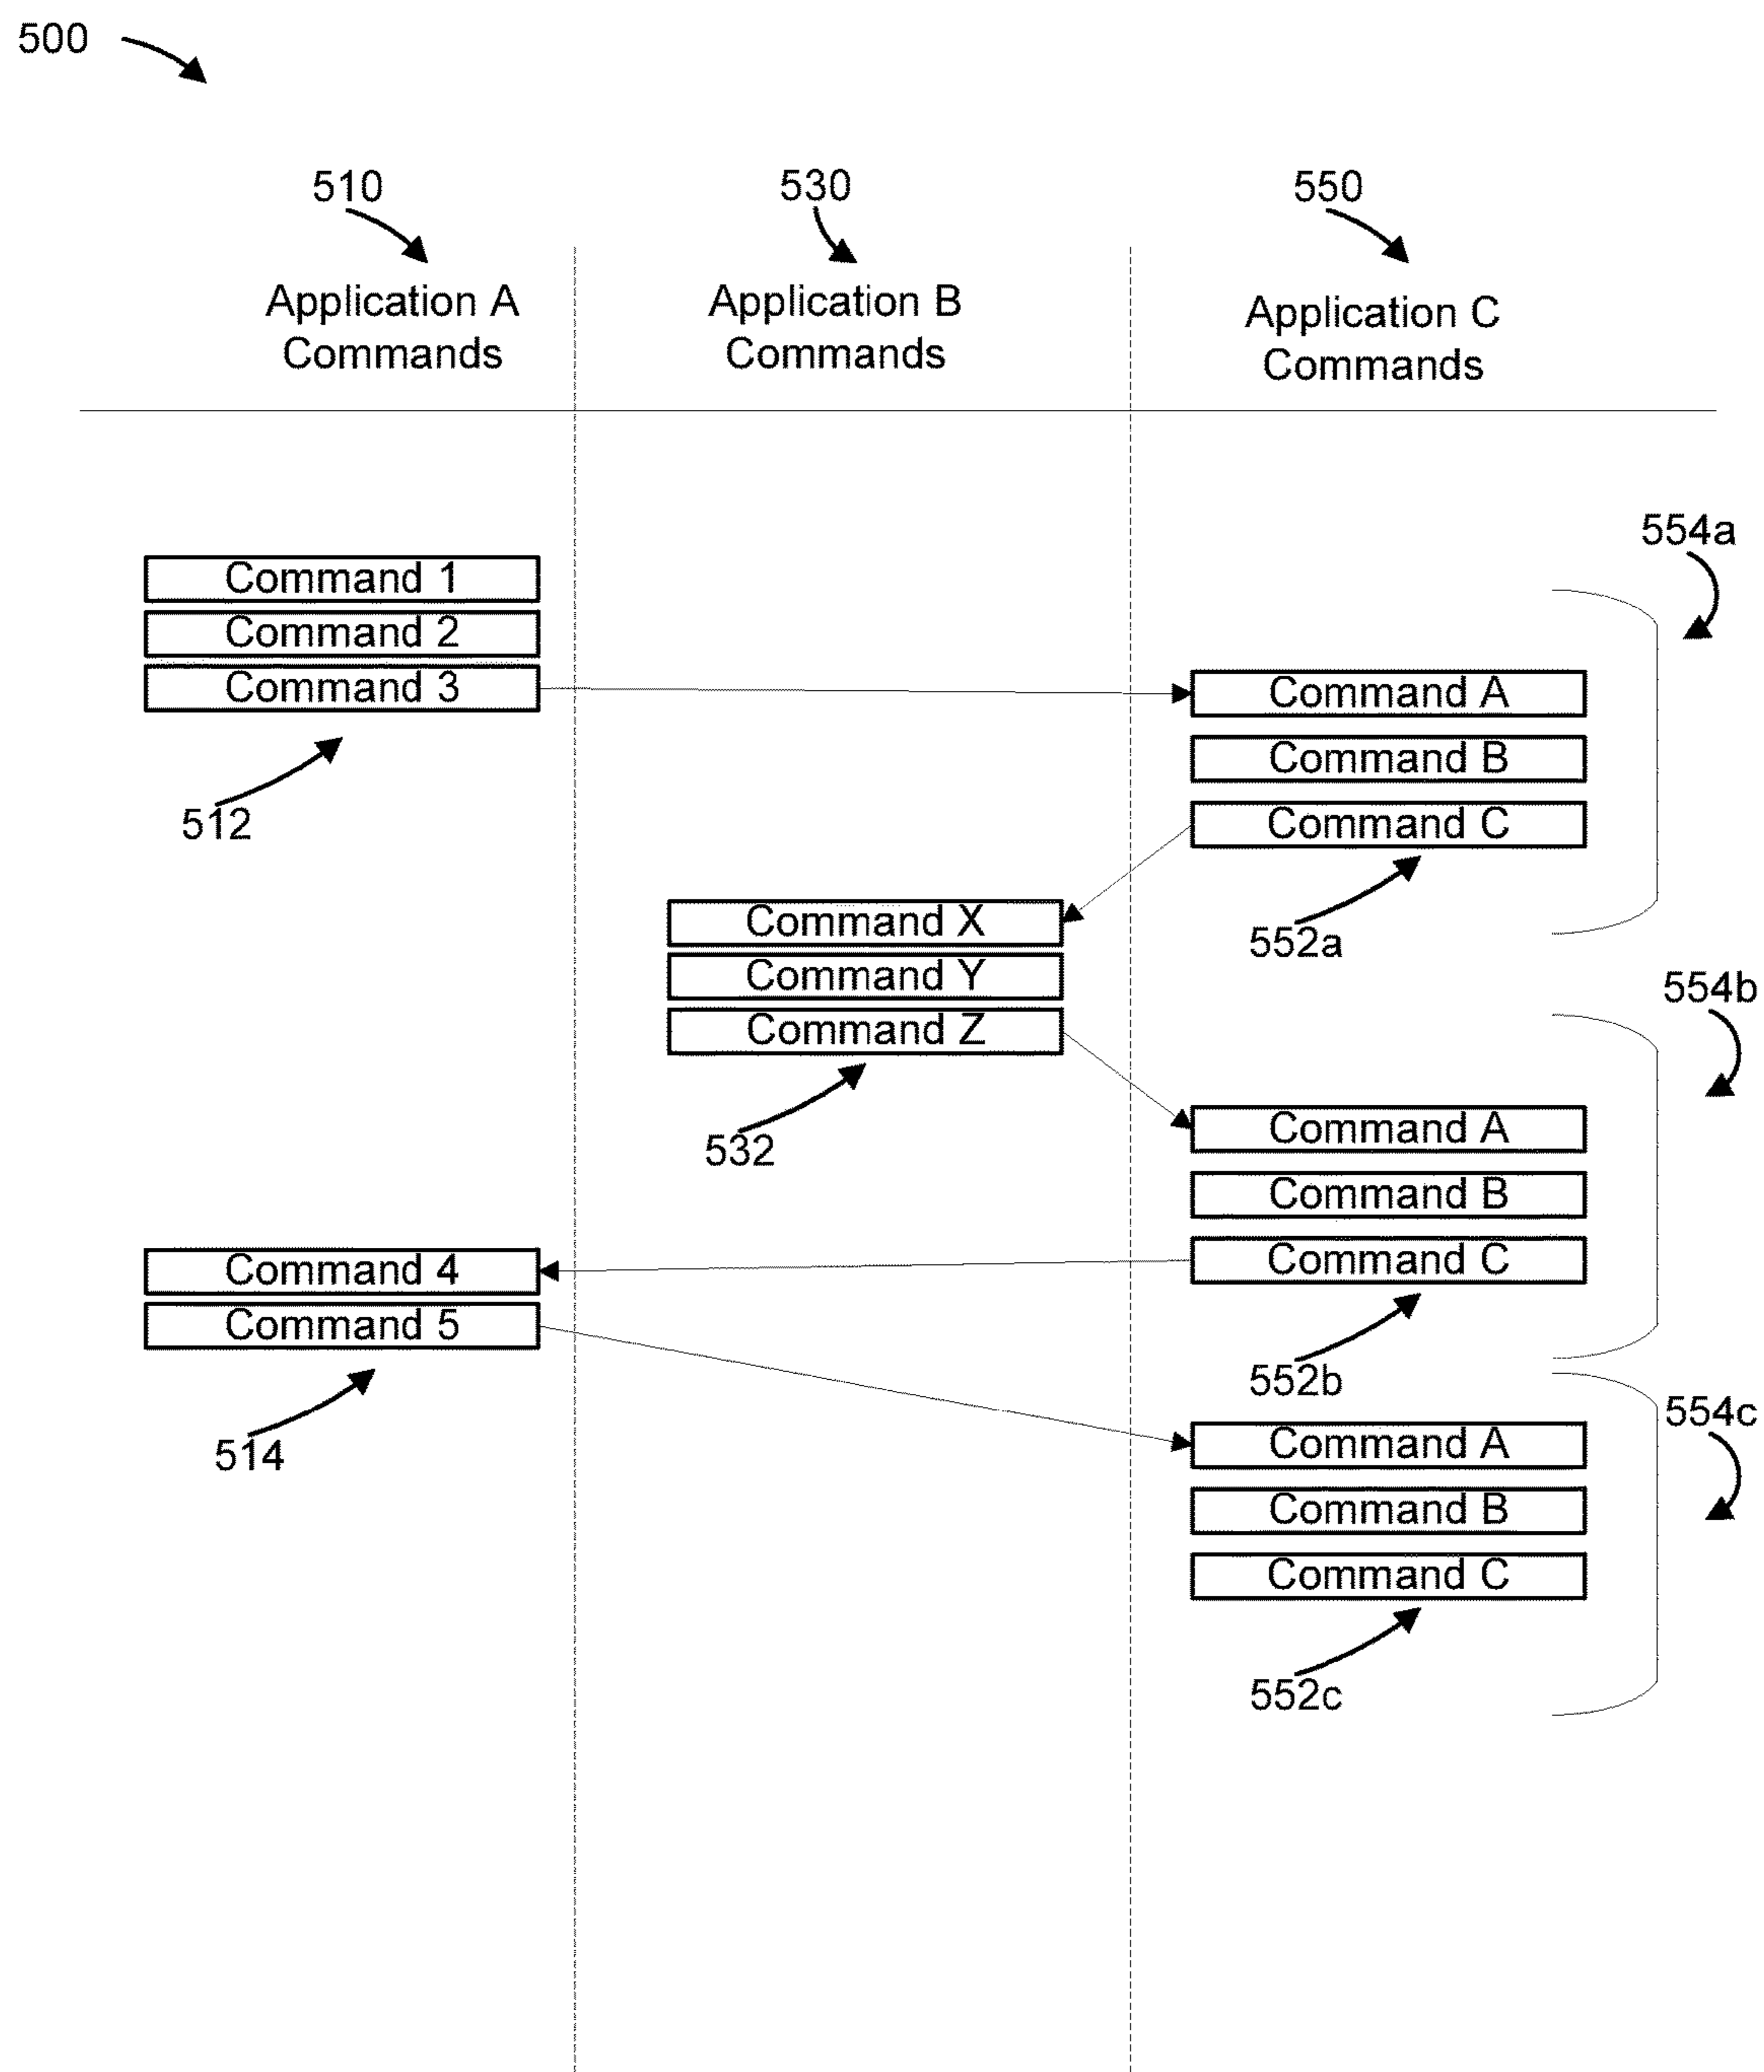 500
510
530
550
Application A
Commands
Application B
Commands
Application C
Commands
554a
Command 1
Command 2
Command 3
512
Command A
Command B
Command C
552a
Command X
Command Y
Command Z
532
554b
Command A
Command B
Command C
552b
Command 4
Command 5
514
554c
Command A
Command B
Command C
552c